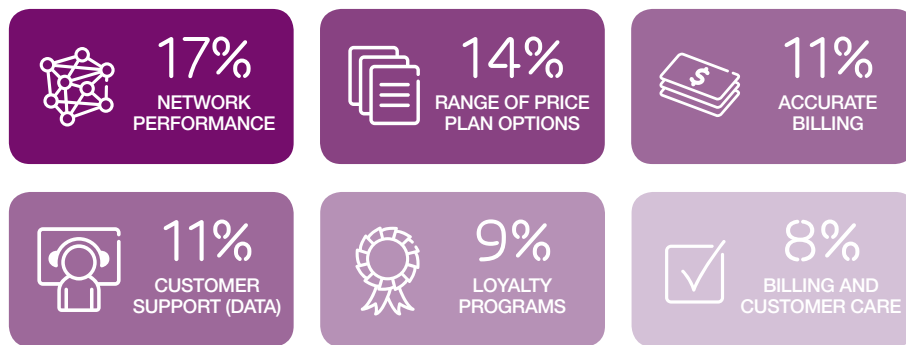 17%
NETWORK
PERFORMANCE
14%
RANGE OF PRICE
PLAN OPTIONS
$
11%
ACCURATE
BILLING
11%
CUSTOMER
SUPPORT (DATA)
9%
LOYALTY
PROGRAMS
8%
BILLING AND
CUSTOMER CARE